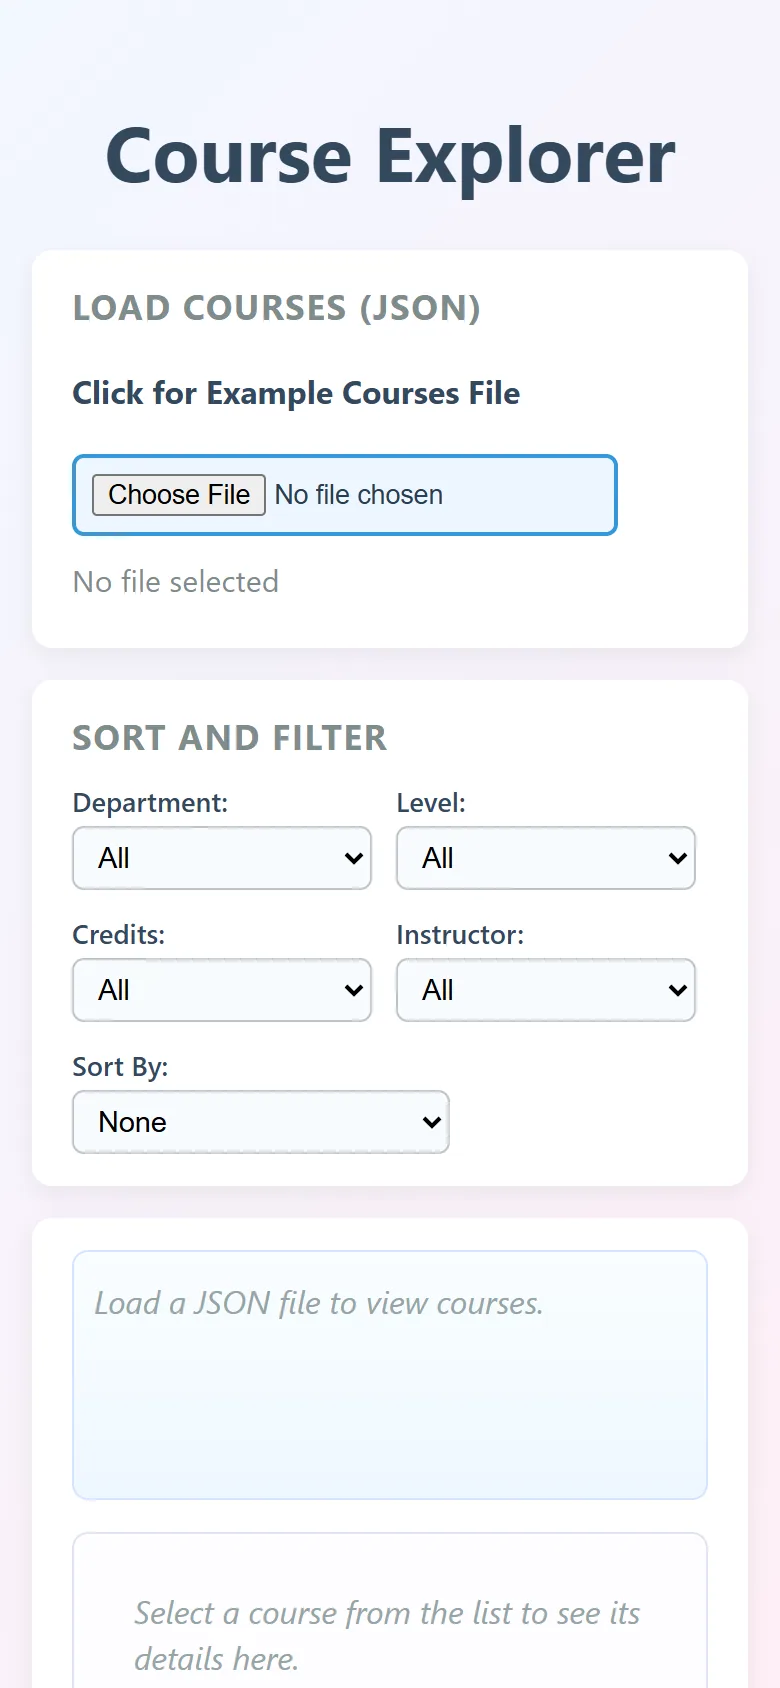 Course Explorer
LOAD COURSES (JSON)
Click for Example Courses File
Choose File No file chosen
No file selected
SORT AND FILTER
Department: Level:
All All
Credits: Instructor:
All All
Sort By:
None
Load a JSON file to view courses.
Select a course from the list to see its
details here.